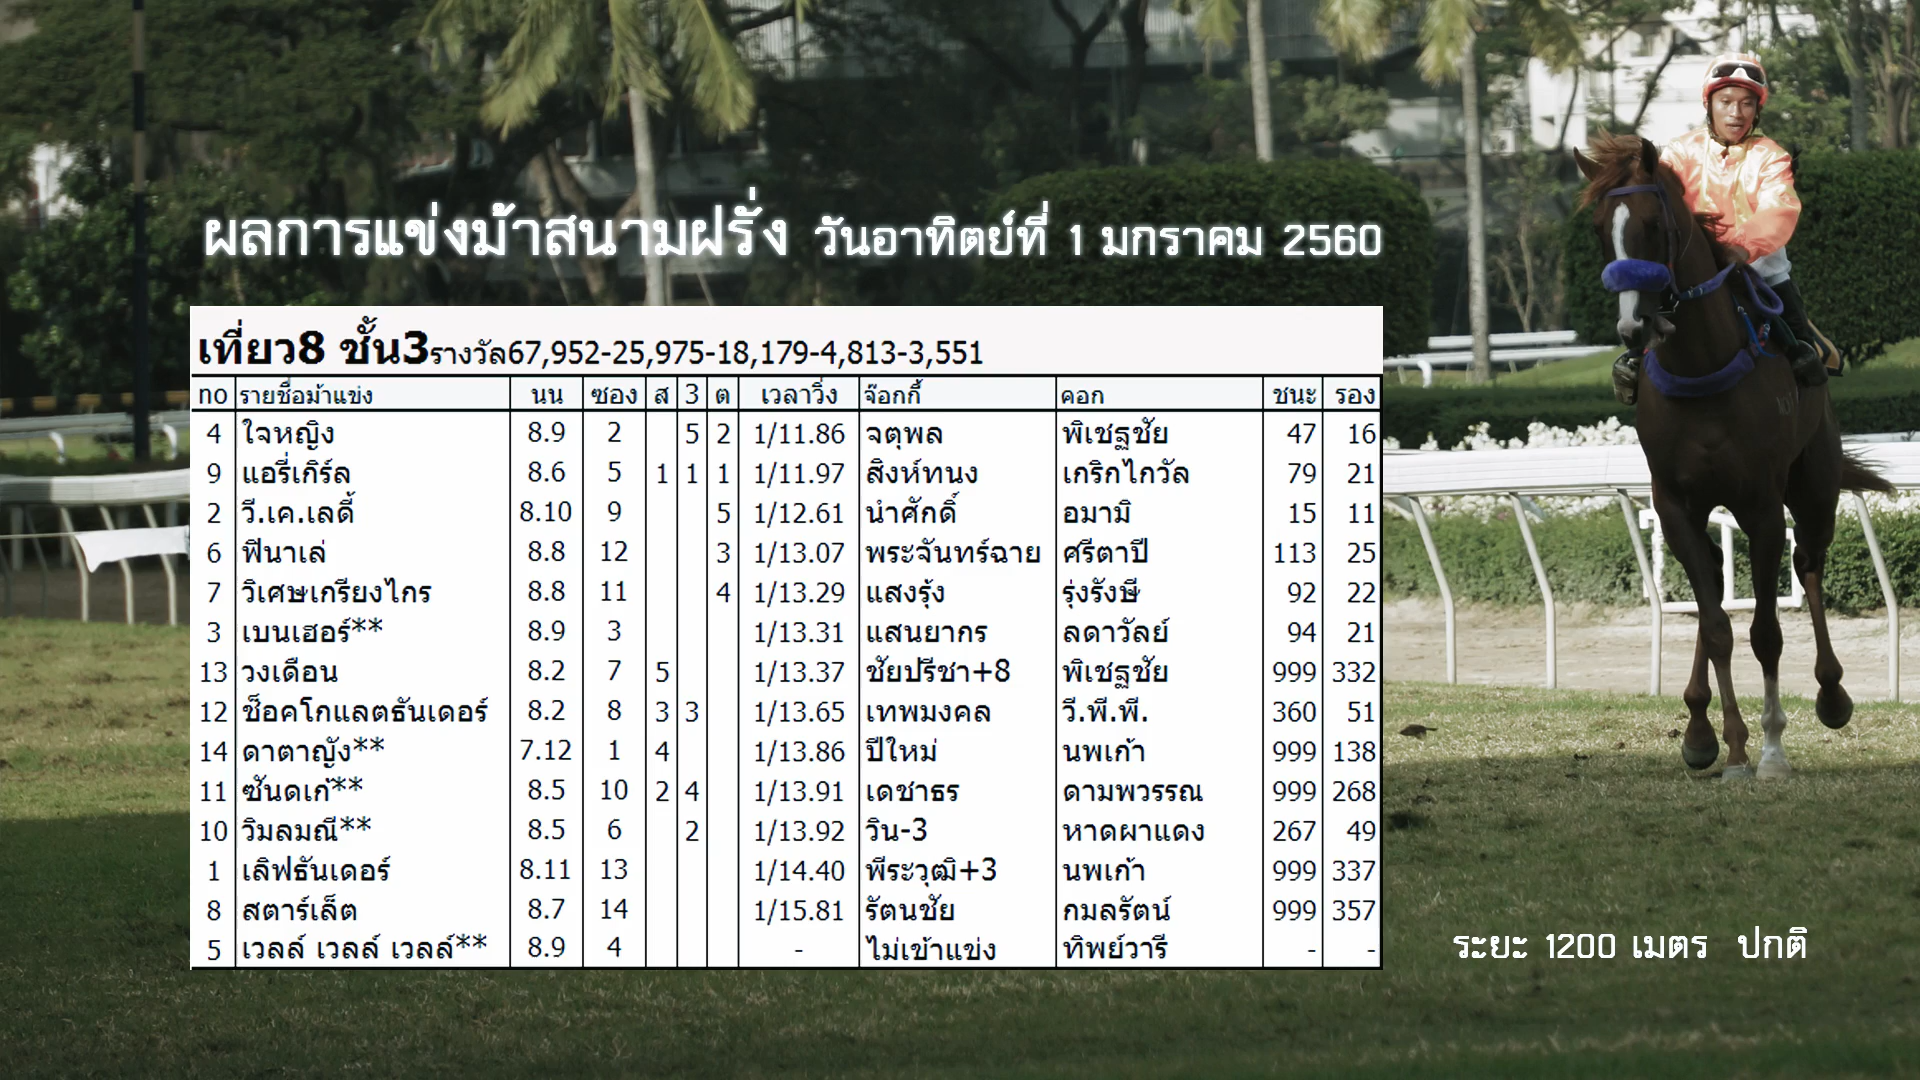 ผลการแข่งม้าสนามฝรั่ง วันอาทิตย์ที่ 1 มกราคม 2560
เที่ยว8 ชั้น3รางวัล67,952-25,975-18,179-4,813-3,551
no รายชื่อม้าแข่ง นน ซอง ส 3 ต เวลาวิ่ง จ๊อกกี้ คอก ชนะ รอง
4 ใจหญิง 8.9 2 5 2 1/11.86 จตุพล พิเชฐชัย 47 16
9 แอรี่เกิร์ล 8.6 5 1 1 1 1/11.97 สิงห์ทนง เกริกไกวัล 79 21
2 วี.เค.เลดี้ 8.10 9 5 1/12.61 นำศักดิ์ อมามิ 15 11
6 ฟินาเล่ 8.8 12 3 1/13.07 พระจันทร์ฉาย ศรีตาปี 113 25
7 วิเศษเกรียงไกร 8.8 11 4 1/13.29 แสงรุ้ง รุ่งรังษี 92 22
3 เบนเฮอร์** 8.9 3 1/13.31 แสนยากร ลดาวัลย์ 94 21
13 วงเดือน 8.2 7 5 1/13.37 ชัยปรีชา+8 พิเชฐชัย 999 332
12 ช็อคโกแลตธันเดอร์ 8.2 8 3 3 1/13.65 เทพมงคล วี.พี.พี. 360 51
14 ดาตาญัง** 7.12 1 4 1/13.86 ปีใหม่ นพเก้า 999 138
11 ซันดเก้** 8.5 10 2 4 1/13.91 เดชาธร ดามพวรรณ 999 268
10 วิมลมณี** 8.5 6 2 1/13.92 วิน-3 หาดผาแดง 267 49
1 เลิฟธันเดอร์ 8.11 13 1/14.40 พีระวุฒิ+3 นพเก้า 999 337
8 สตาร์เล็ต 8.7 14 1/15.81 รัตนชัย กมลรัตน์ 999 357
5 เวลล์ เวลล์ เวลล์** 8.9 4 - ไม่เข้าแข่ง ทิพย์วารี - -
ระยะ 1200 เมตร ปกติ